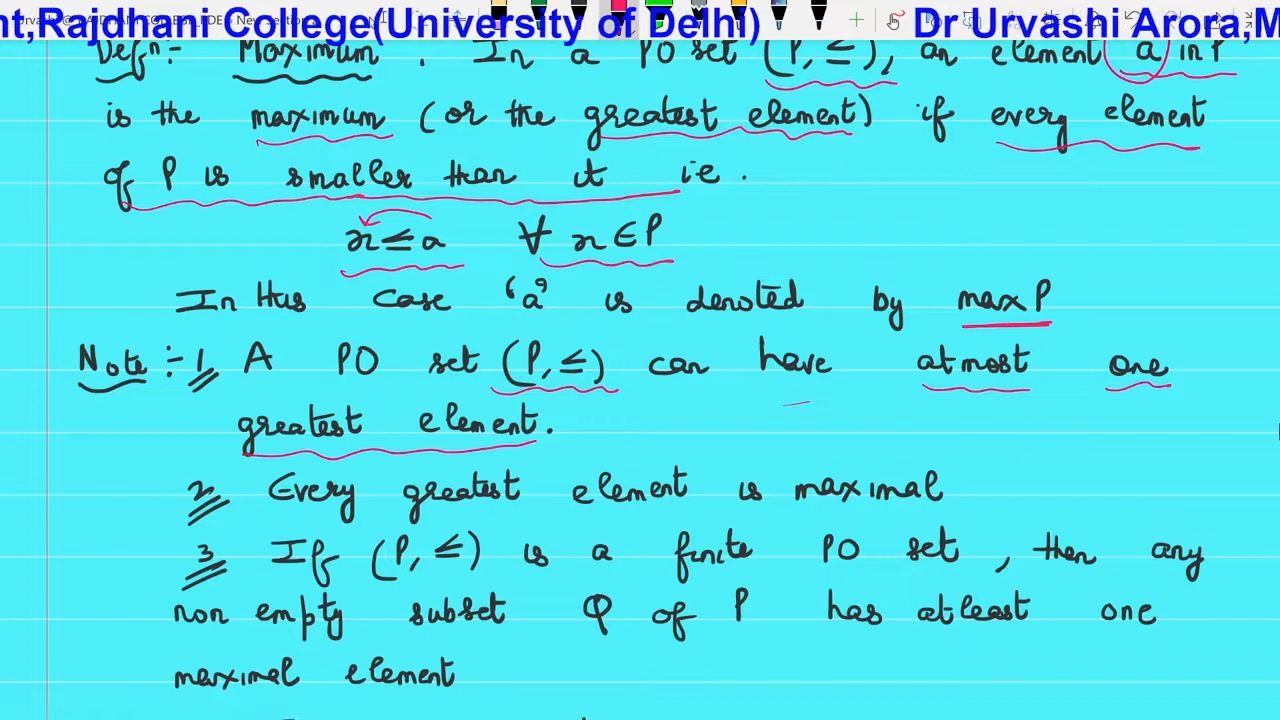 nt,Rajdhani College(University of Delhi) Dr Urvashi Arora,M
Defn:- Maximum. In a PO set (P, ≤), an element a in P
is the maximum (or the greatest element) if every element
of P is smaller than it ie.
x ≤ a ∀ x ∈ P
In this case 'a' is denoted by max P
Note :- 1, A PO set (P, ≤) can have atmost one
greatest element.
2 Every greatest element is maximal
3 If (P, ≤) is a finite PO set, then any
non empty subset Q of P has atleast one
maximal element